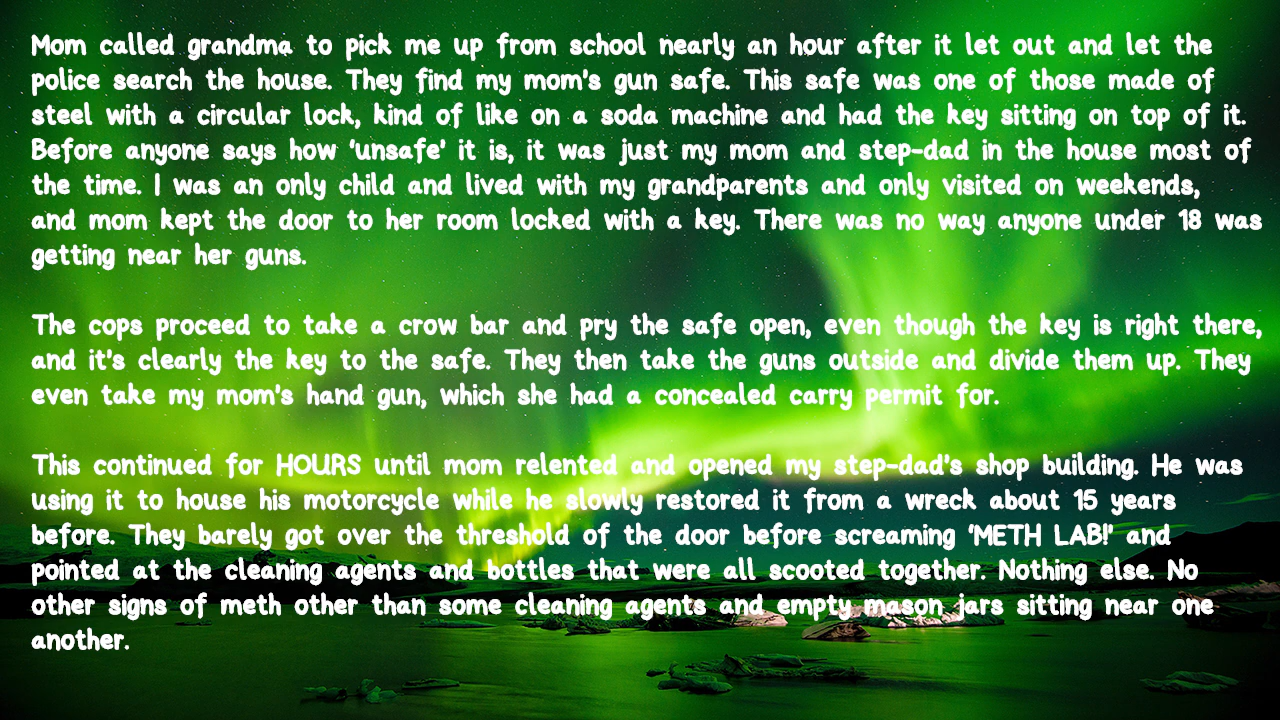 Mom called grandma to pick me up from school nearly an hour after it let out and let the
police search the house. They find my mom's gun safe. This safe was one of those made of
steel with a circular lock, kind of like on a soda machine and had the key sitting on top of it.
Before anyone says how 'unsafe' it is, it was just my mom and step-dad in the house most of
the time. I was an only child and lived with my grandparents and only visited on weekends,
and mom kept the door to her room locked with a key. There was no way anyone under 18 was
getting near her guns.
The cops proceed to take a crow bar and pry the safe open, even though the key is right there,
and it's clearly the key to the safe. They then take the guns outside and divide them up. They
even take my mom's hand gun, which she had a concealed carry permit for.
This continued for HOURS until mom relented and opened my step-dad's shop building. He was
using it to house his motorcycle while he slowly restored it from a wreck about 15 years
before. They barely got over the threshold of the door before screaming 'METH LAB!' and
pointed at the cleaning agents and bottles that were all scooted together. Nothing else. No
other signs of meth other than some cleaning agents and empty mason jars sitting near one
another.